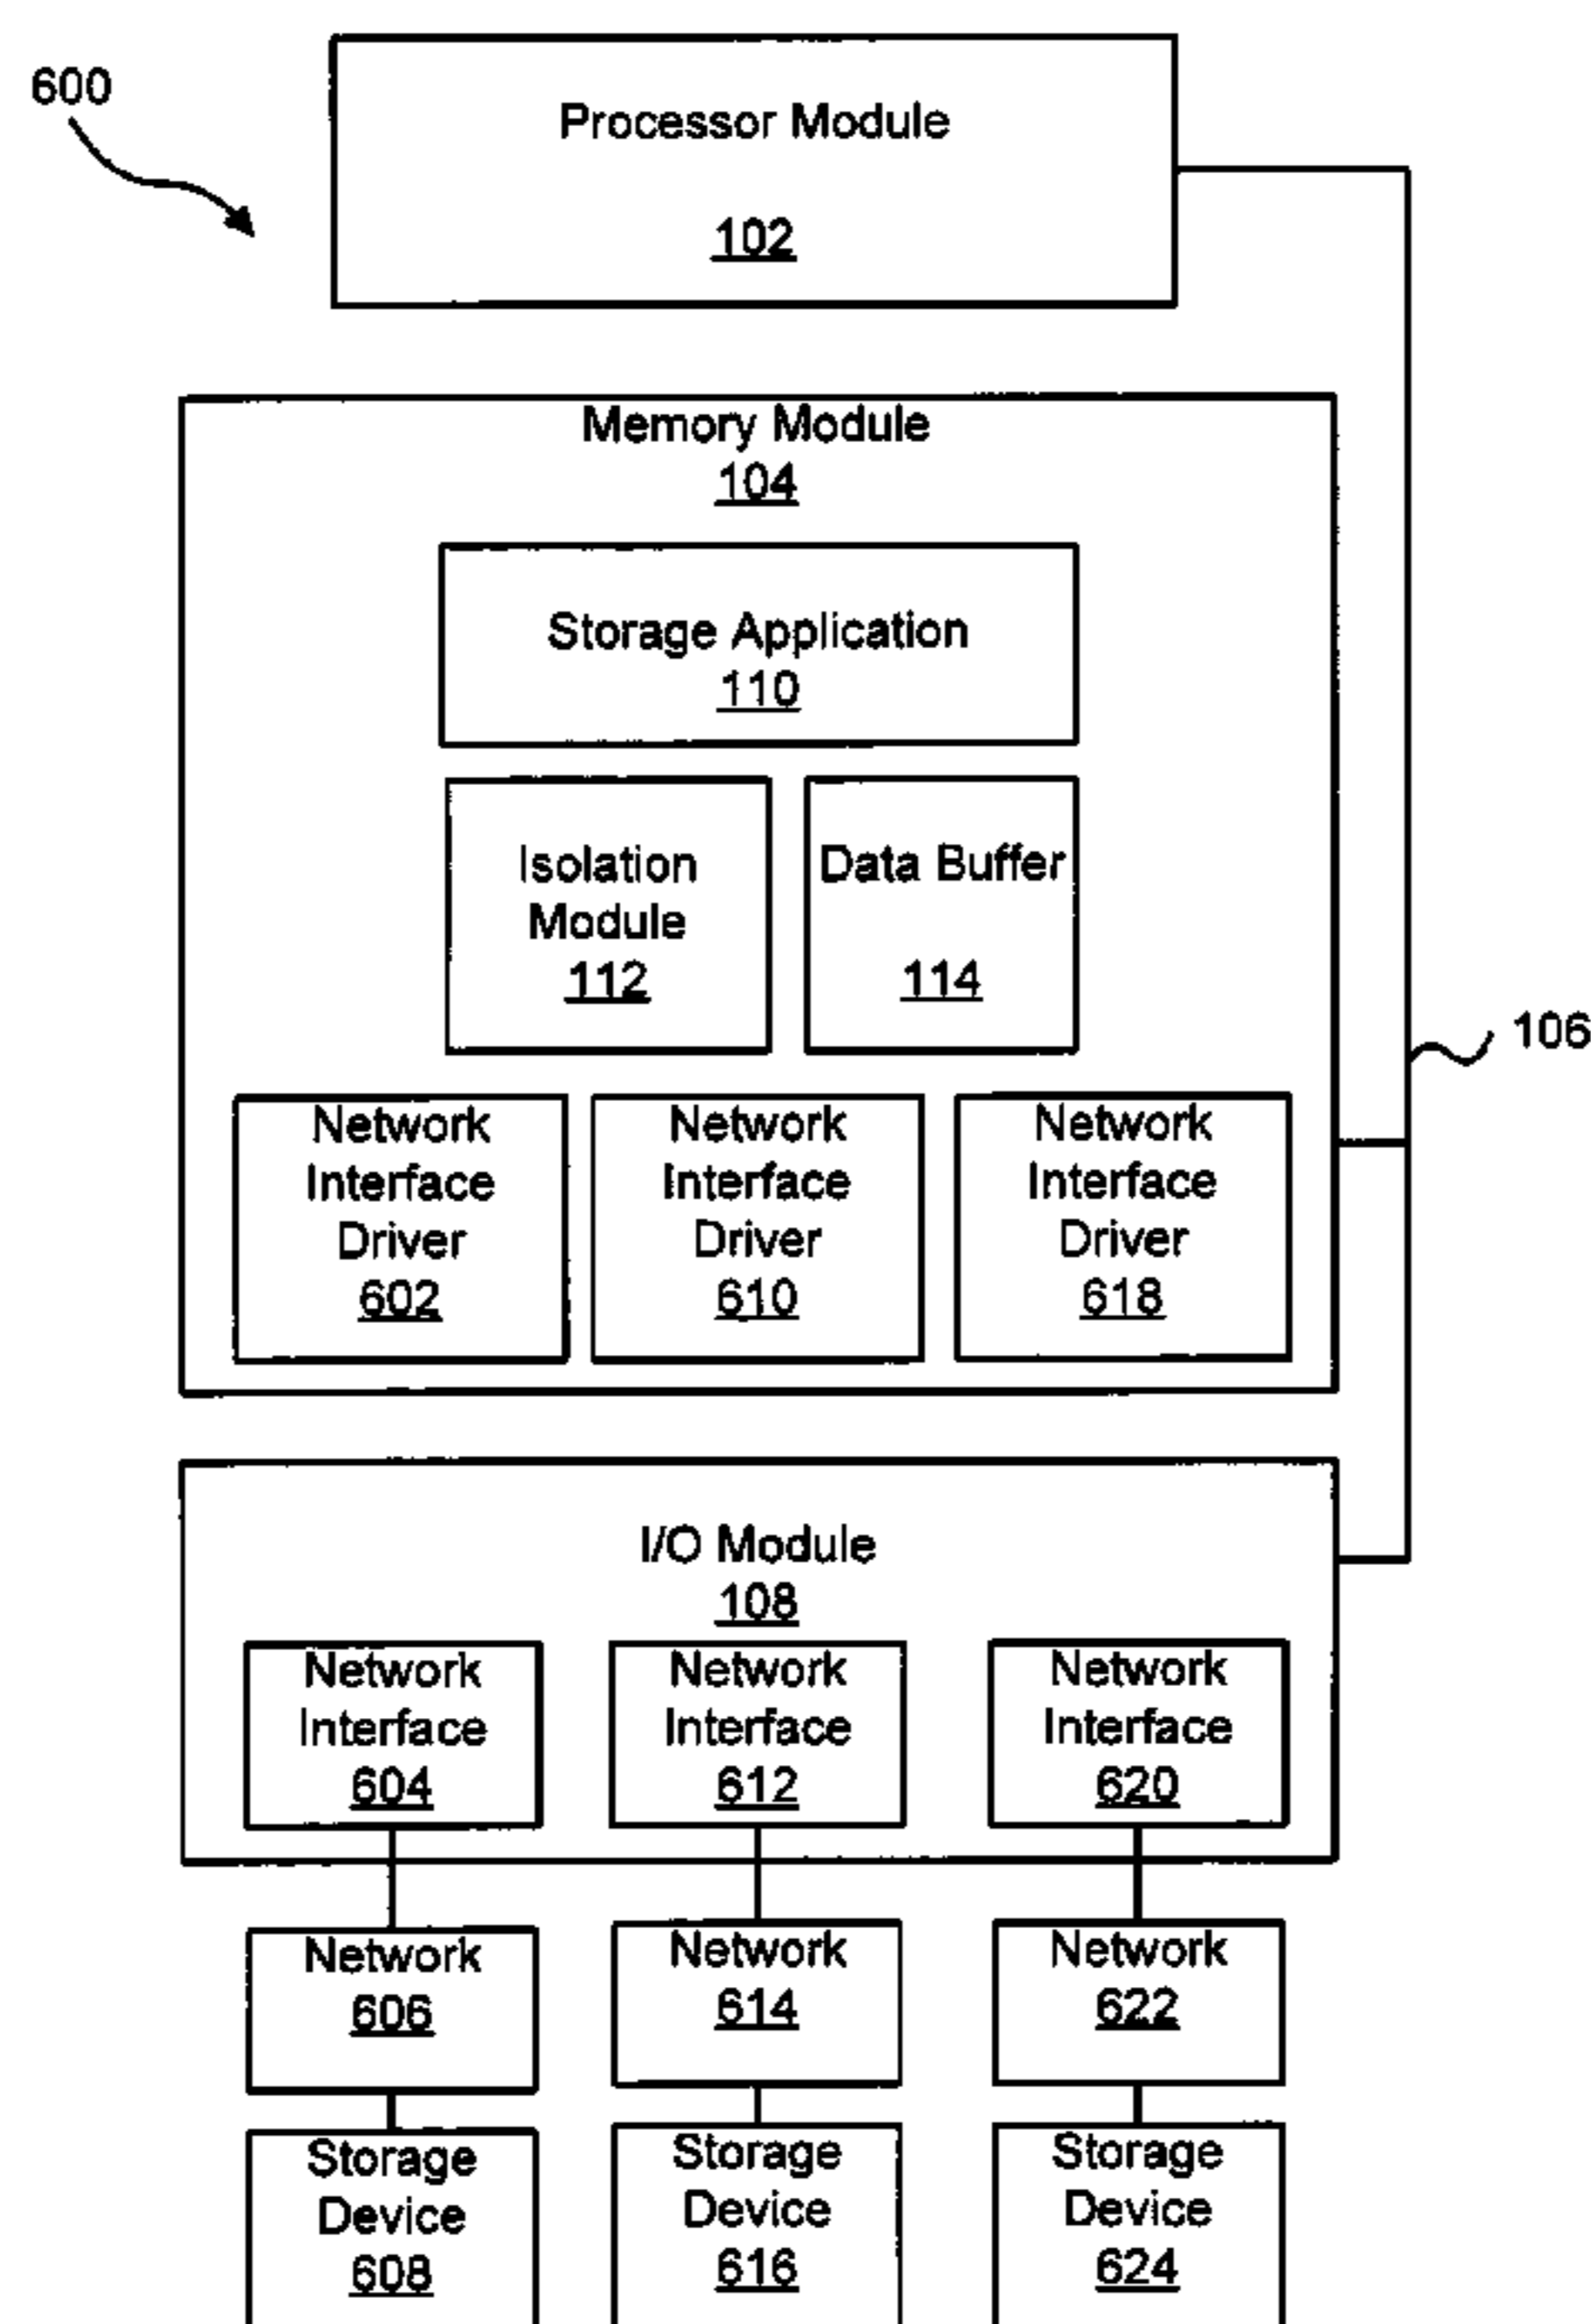 600
Processor Module
102
Memory Module
104
Storage Application
110
Isolation
Module
112
Data Buffer
114
106
Network
Interface
Driver
602
Network
Interface
Driver
610
Network
Interface
Driver
618
I/O Module
108
Network
Interface
604
Network
Interface
612
Network
Interface
620
Network
606
Network
614
Network
622
Storage
Device
608
Storage
Device
616
Storage
Device
624